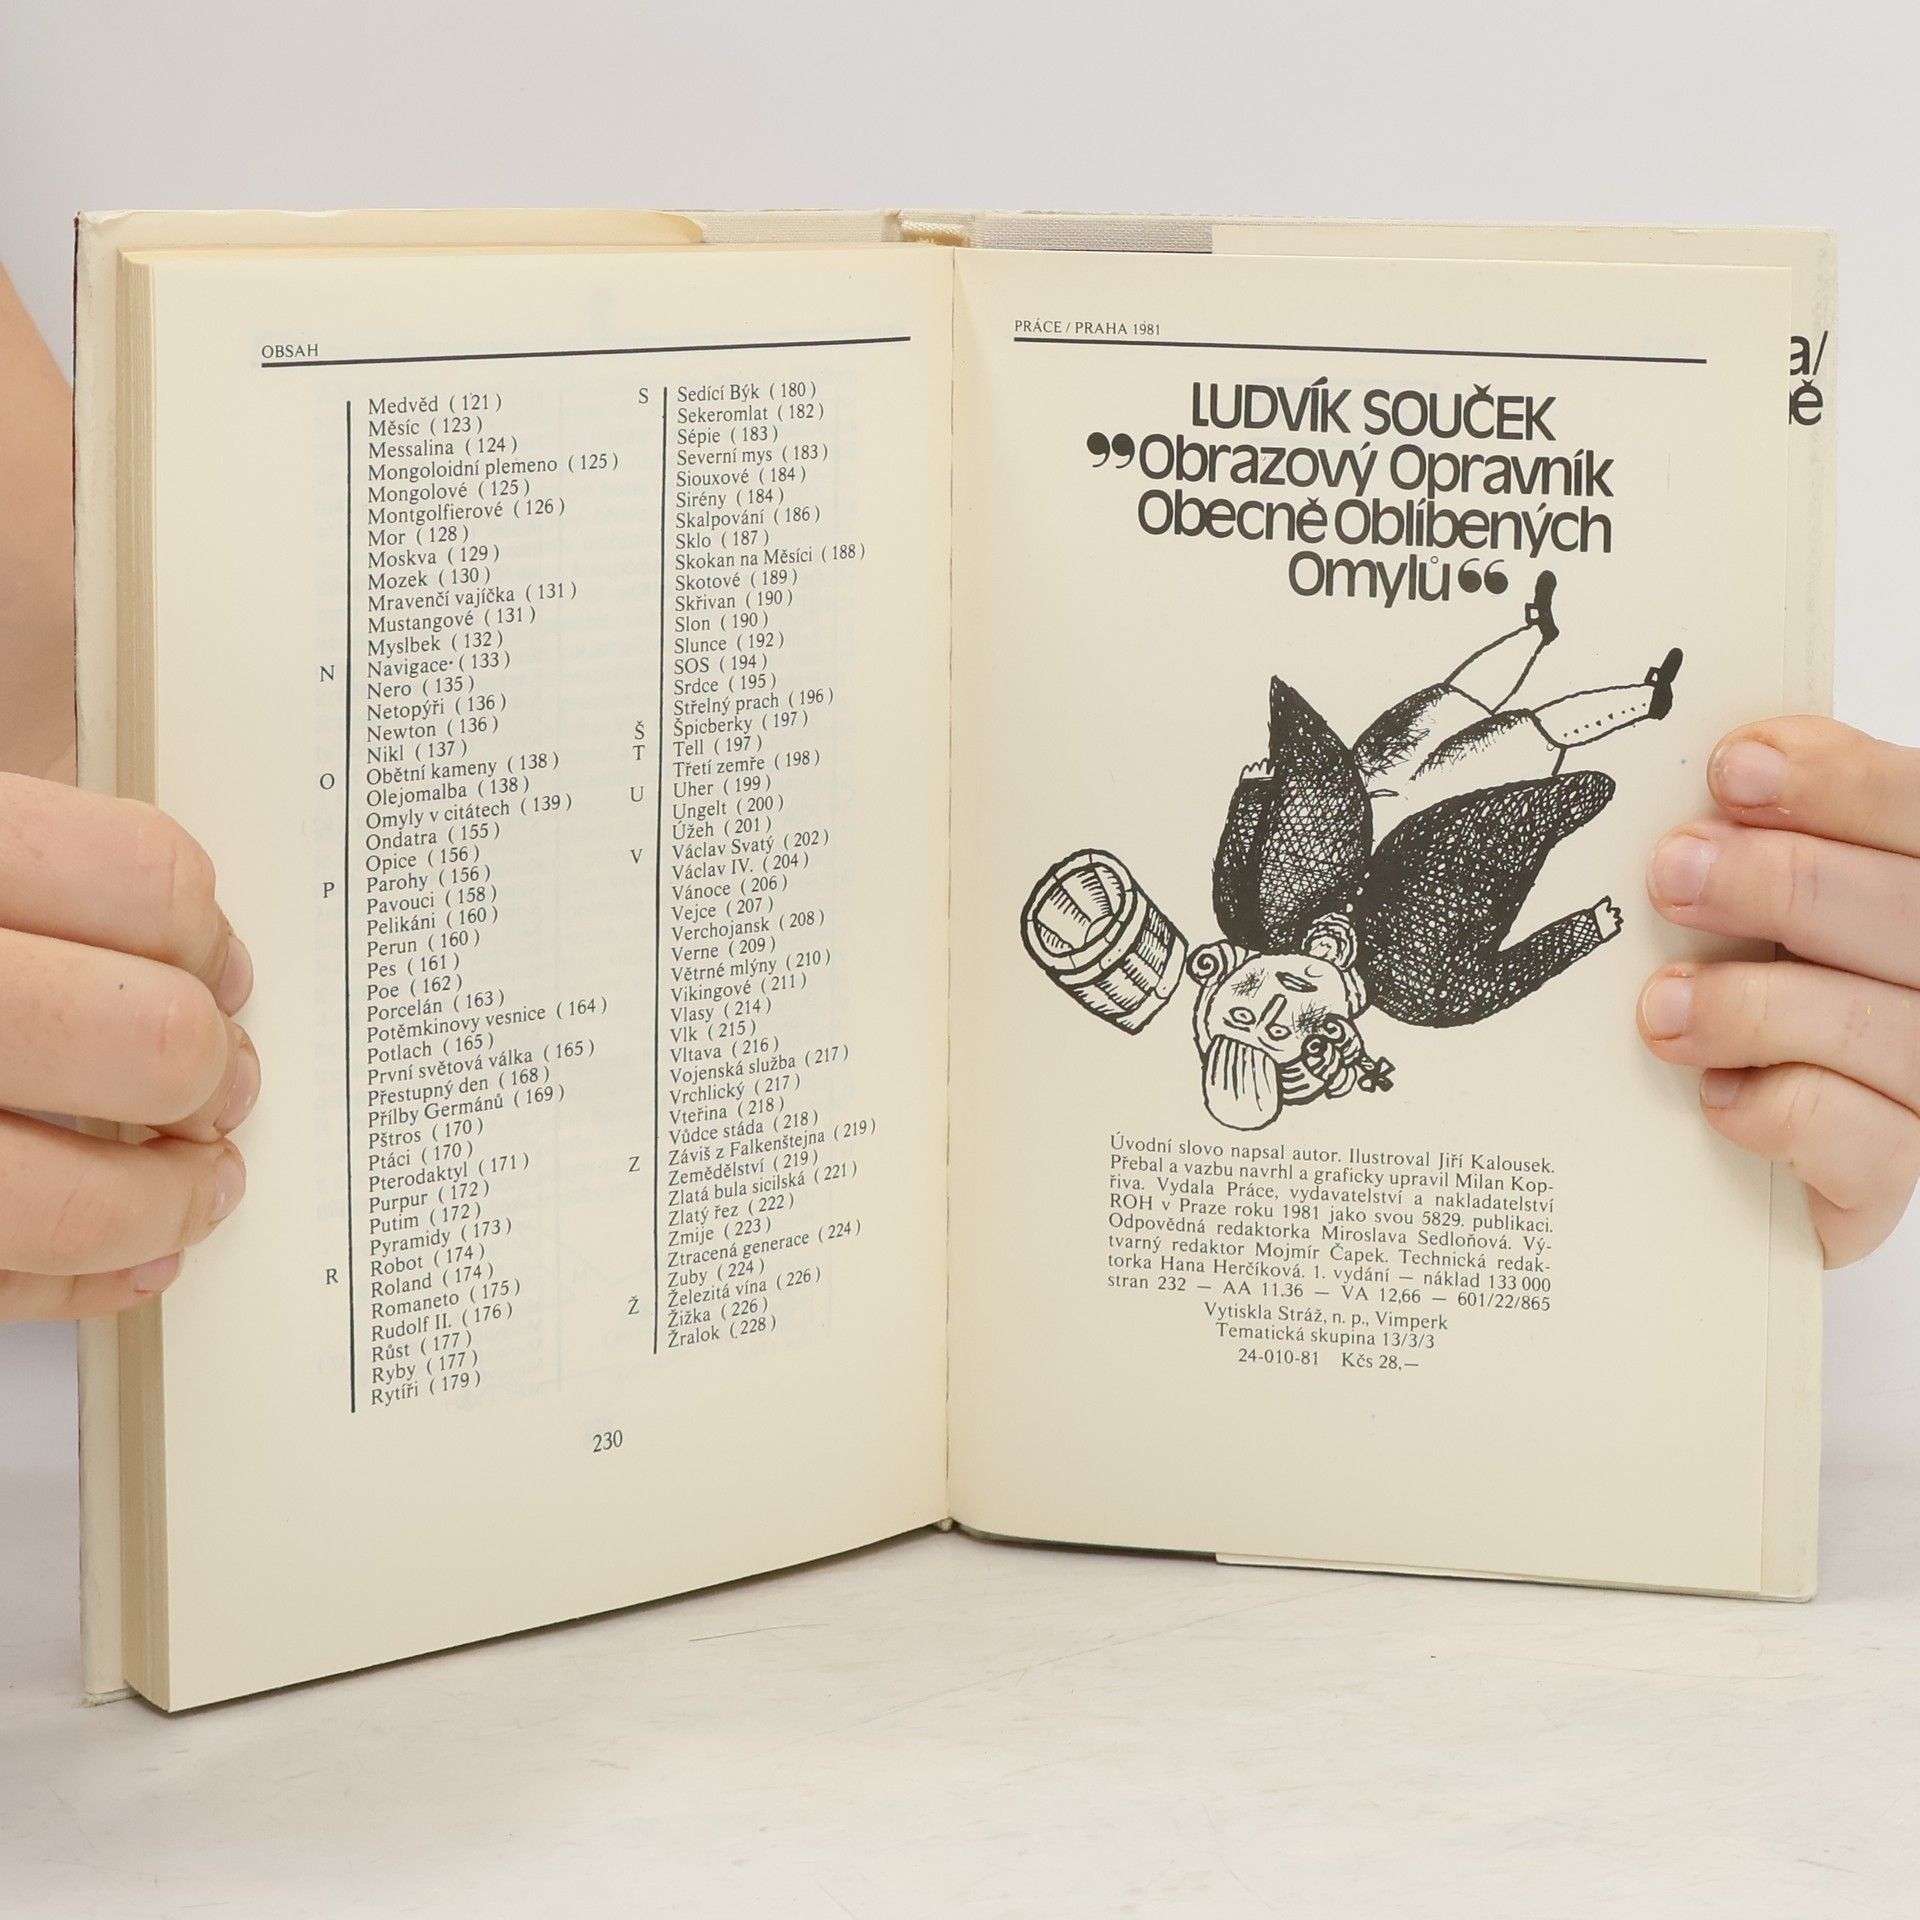 OBSAH
Medvěd (121)
Měsíc (123)
Messalina (124)
Mongoloidní plemeno (125)
Mongolové (125)
Montgolfierové (126)
Mor (128)
Moskva (129)
Mozek (130)
Mravenčí vajíčka (131)
Mustangové (131)
Myslbek (132)
N Navigace (133)
Nero (135)
Netopýři (136)
Newton (136)
Nikl (137)
O Obětní kameny (138)
Olejomalba (138)
Omyly v citátech (139)
Ondatra (155)
Opice (156)
P Parohy (156)
Pavouci (158)
Pelikáni (160)
Perun (160)
Pes (161)
Poe (162)
Porcelán (163)
Potěmkinovy vesnice (164)
Potlach (165)
První světová válka (165)
Přestupný den (168)
Přílby Germánů (169)
Pštros (170)
Ptáci (170)
Pterodaktyl (171)
Purpur (172)
Putim (172)
Pyramidy (173)
R Robot (174)
Roland (174)
Romaneto (175)
Rudolf II. (176)
Růst (177)
Ryby (177)
Rytíři (179)
S Sedící Býk (180)
Sekeromlat (182)
Sépie (183)
Severní mys (183)
Siouxové (184)
Sirény (184)
Skalpování (186)
Sklo (187)
Skokan na Měsíci (188)
Skotové (189)
Skřivan (190)
Slon (190)
Slunce (192)
SOS (194)
Srdce (195)
Střelný prach (196)
Š Špicberky (197)
T Tell (197)
Třetí zemře (198)
U Uher (199)
Ungelt (200)
Úžeh (201)
V Václav Svatý (202)
Václav IV. (204)
Vánoce (206)
Vejce (207)
Verchojansk (208)
Verne (209)
Větrné mlýny (210)
Vikingové (211)
Vlasy (214)
Vlk (215)
Vltava (216)
Vojenská služba (217)
Vrchlický (217)
Vteřina (218)
Vůdce stáda (218)
Z Záviš z Falkenštejna (219)
Zemědělství (219)
Zlatá bula sicilská (221)
Zlatý řez (222)
Zmije (223)
Ztracená generace (224)
Zuby (224)
Ž Železitá vína (226)
Žižka (226)
Žralok (228)
230
PRÁCE / PRAHA 1981
LUDVÍK SOUČEK
„Obrazový Opravník
Obecně Oblíbených
Omylů“
Úvodní slovo napsal autor. Ilustroval Jiří Kalousek.
Přebal a vazbu navrhl a graficky upravil Milan Kop-
řiva. Vydala Práce, vydavatelství a nakladatelství
ROH v Praze roku 1981 jako svou 5829. publikaci.
Odpovědná redaktorka Miroslava Sedloňová. Vý-
tvarný redaktor Mojmír Čapek. Technická redak-
torka Hana Herčíková. 1. vydání — náklad 133 000
stran 232 — AA 11.36 — VA 12,66 — 601/22/865
Vytiskla Stráž, n. p., Vimperk
Tematická skupina 13/3/3
24-010-81 Kčs 28,—